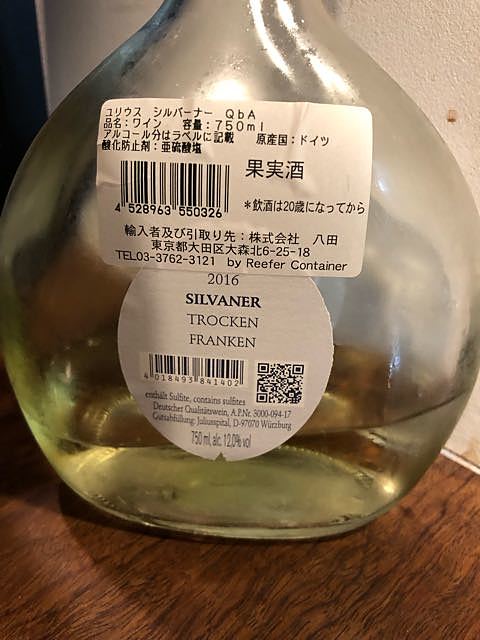 ユリウス シルバーナー QbA
品名：ワイン 容量：750ml
アルコール分はラベルに記載 原産国：ドイツ
酸化防止剤：亜硫酸塩
果実酒
4 528963 550326
＊飲酒は20歳になってから
輸入者及び引取り先：株式会社 八田
東京都大田区大森北6-25-18
TEL03-3762-3121 by Reefer Container
2016
SILVANER
TROCKEN
FRANKEN
4 018493 841402
enthält Sulfite, contains sulfites
Deutscher Qualitätswein, A.P.Nr. 3000-094-17
Gutsabfüllung: Juliusspital, D-97070 Würzburg
750 ml, alc. 12.0% vol